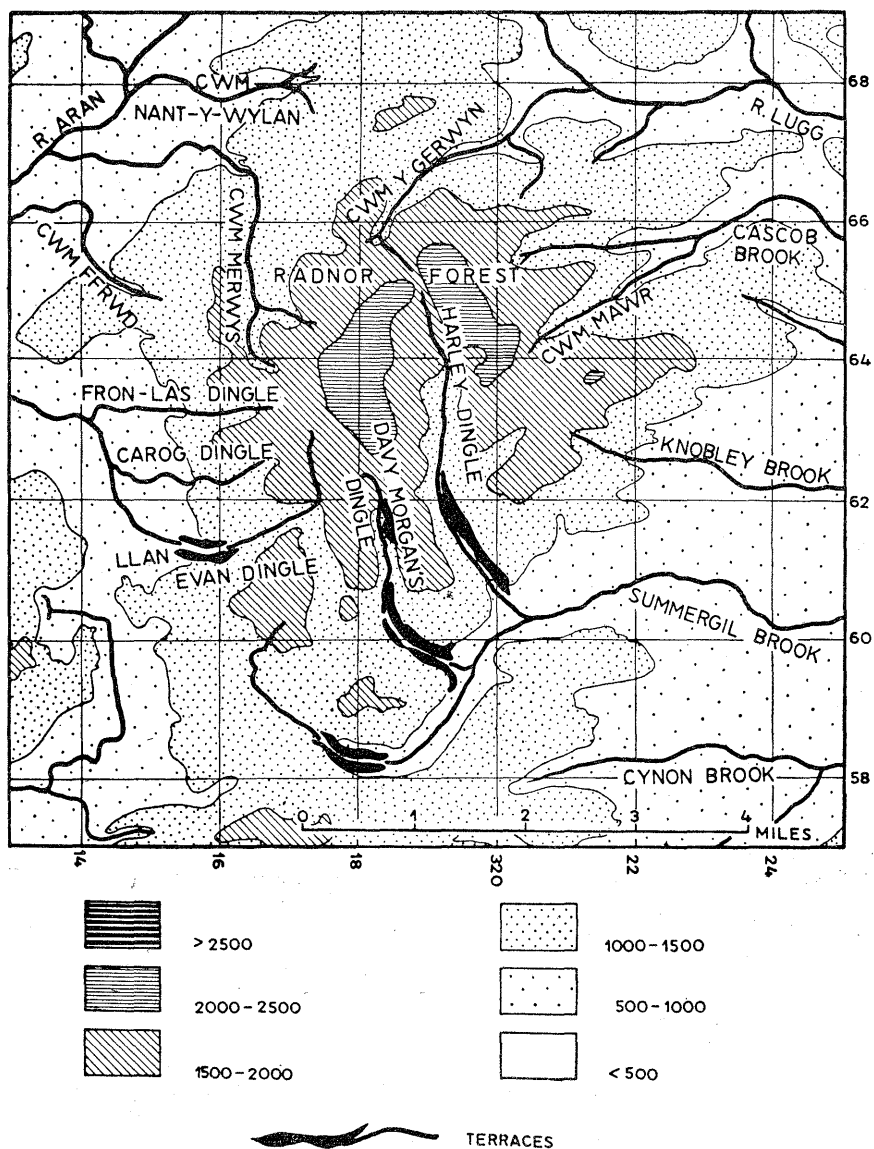 CWM
NANT-Y-WYLAN
R. ARAN
68
R. LUGG
CWM Y GERWYN
66
CWM FFRWD
CWM MERWYS
CASCOB
BROOK
RADNOR FOREST
CWM MAWR
HARLEY DINGLE
64
FRON-LAS DINGLE
CAROG DINGLE
DAVY MORGAN'S
DINGLE
KNOBLEY BROOK
62
LLAN
EVAN DINGLE
SUMMERGIL BROOK
60
CYNON BROOK
58
0 1 2 3 4
MILES.
14 16 18 320 22 24
> 2500
2000-2500
1500-2000
1000-1500
500-1000
< 500
TERRACES